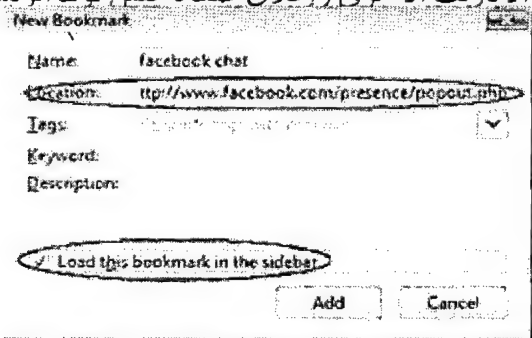 New Bookmark
Name: facebook chat
Location: ttp://www.facebook.com/presence/popout.php
Tags:
Keyword:
Description:
Load this bookmark in the sidebar
Add Cancel